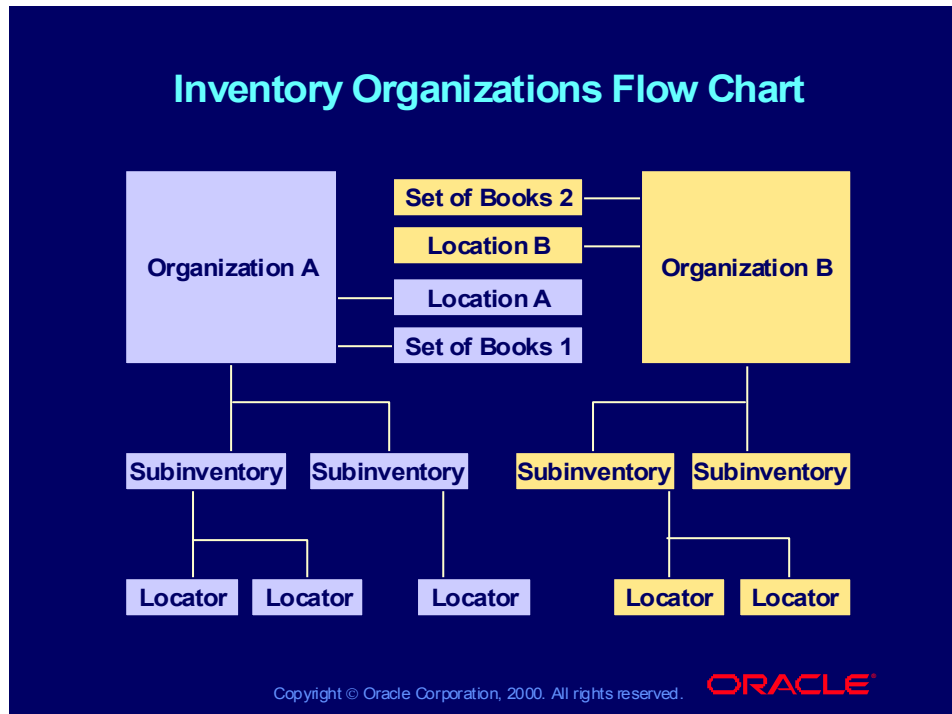 Inventory Organizations Flow Chart
Organization A
Set of Books 2
Location B
Location A
Set of Books 1
Organization B
Subinventory
Subinventory
Subinventory
Subinventory
Locator
Locator
Locator
Locator
Locator
Copyright © Oracle Corporation, 2000. All rights reserved.
ORACLE®